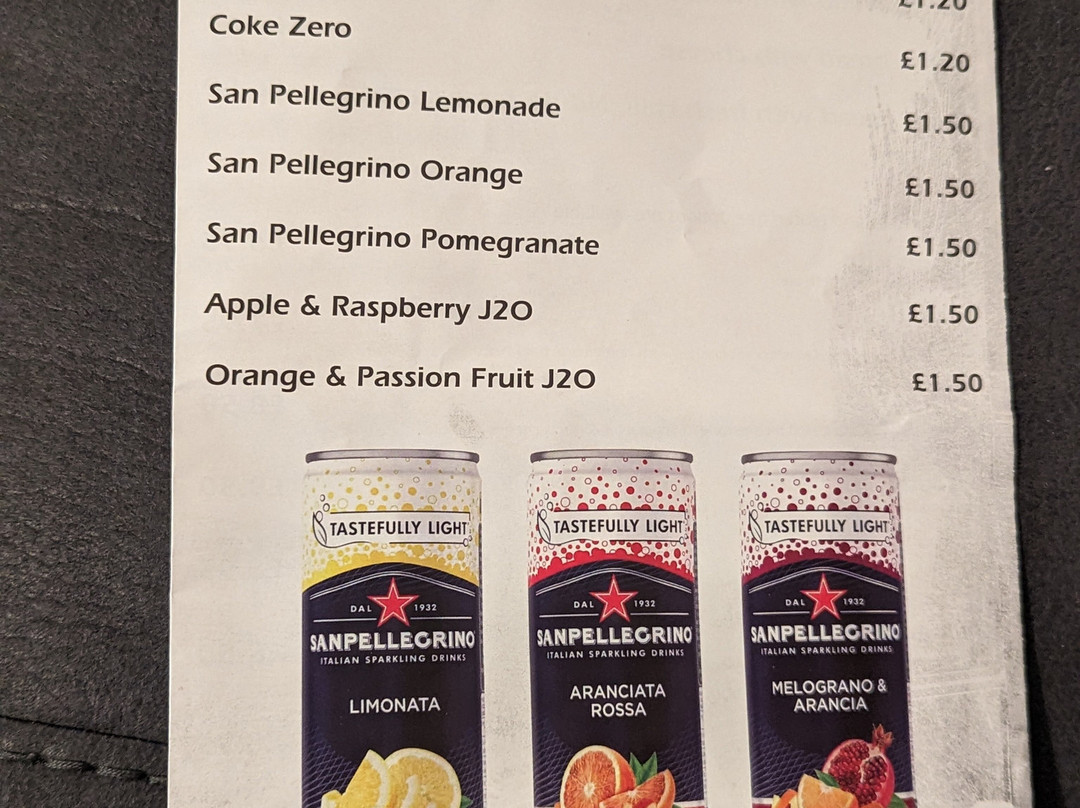 £1.20
Coke Zero £1.20
San Pellegrino Lemonade £1.50
San Pellegrino Orange £1.50
San Pellegrino Pomegranate £1.50
Apple & Raspberry J2O £1.50
Orange & Passion Fruit J2O £1.50
TASTEFULLY LIGHT
DAL 1932
SANPELLEGRINO
ITALIAN SPARKLING DRINKS
LIMONATA
TASTEFULLY LIGHT
DAL 1932
SANPELLEGRINO
ITALIAN SPARKLING DRINKS
ARANCIATA
ROSSA
TASTEFULLY LIGHT
DAL 1932
SANPELLEGRINO
ITALIAN SPARKLING DRINKS
MELOGRANO &
ARANCIA